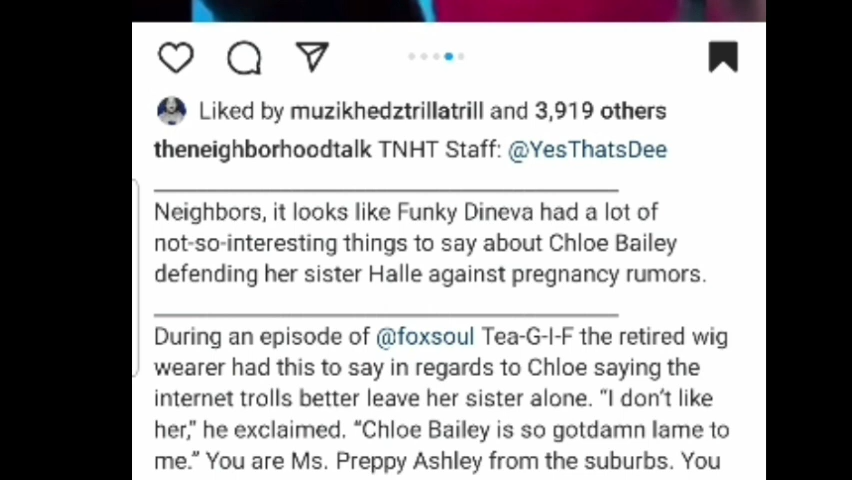 Liked by muzikhedztrillatrill and 3,919 others
theneighborhoodtalk TNHT Staff: @YesThatsDee
Neighbors, it looks like Funky Dineva had a lot of
not-so-interesting things to say about Chloe Bailey
defending her sister Halle against pregnancy rumors.
During an episode of @foxsoul Tea-G-I-F the retired wig
wearer had this to say in regards to Chloe saying the
internet trolls better leave her sister alone. “I don’t like
her,” he exclaimed. “Chloe Bailey is so gotdamn lame to
me.” You are Ms. Preppy Ashley from the suburbs. You